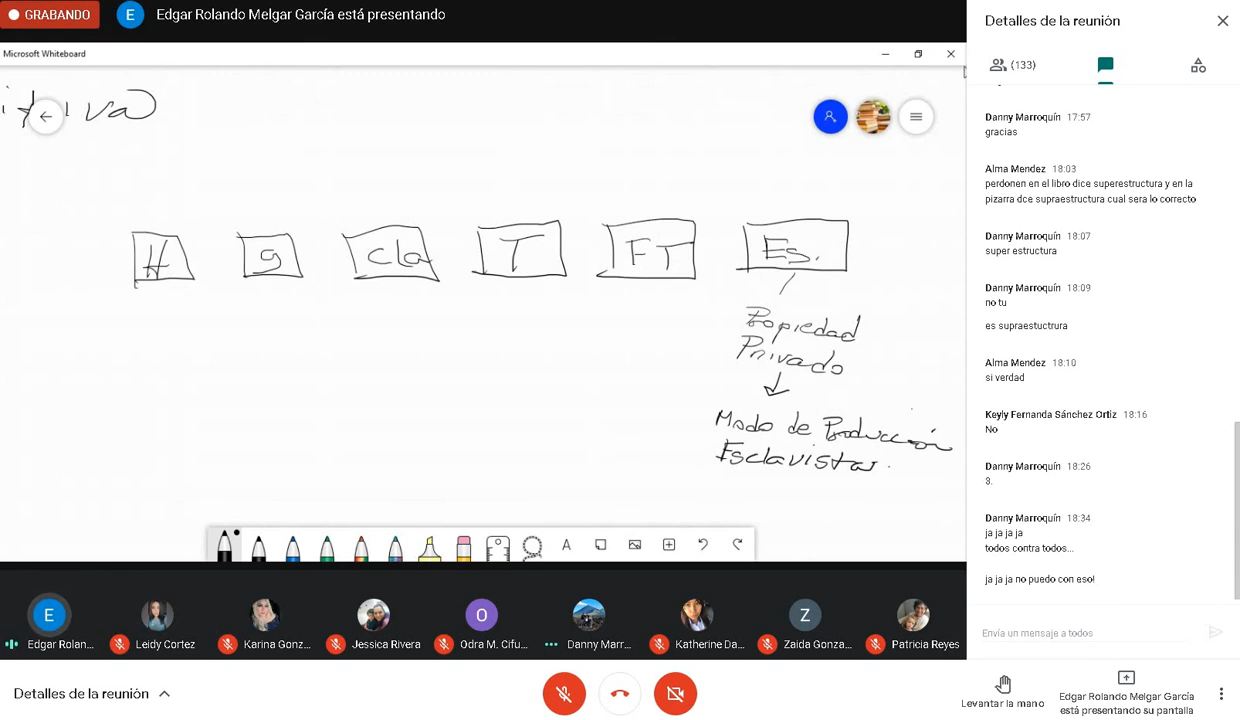 GRABANDO
E
Edgar Rolando Melgar García está presentando
Microsoft Whiteboard
va
H
g
cla
T
FT
Es.
Propiedad
Privado
Modo de Producción
Esclavista.
A
E
Edgar Rolan...
Leidy Cortez
Karina Gonz...
Jessica Rivera
O
Odra M. Cifu...
Danny Marr...
Katherine Da...
Z
Zaida Gonza...
Patricia Reyes
Detalles de la reunión
Levantar la mano
Edgar Rolando Melgar García
está presentando su pantalla
Detalles de la reunión
(133)
Danny Marroquín 17:57
gracias
Alma Mendez 18:03
perdonen en el libro dice superestructura y en la
pizarra dce supraestructura cual sera lo correcto
Danny Marroquín 18:07
super estructura
Danny Marroquín 18:09
no tu
es supraestuctrura
Alma Mendez 18:10
si verdad
Keyly Fernanda Sánchez Ortiz 18:16
No
Danny Marroquín 18:26
3.
Danny Marroquín 18:34
ja ja ja ja
todos contra todos...
ja ja ja no puedo con eso!
Envía un mensaje a todos